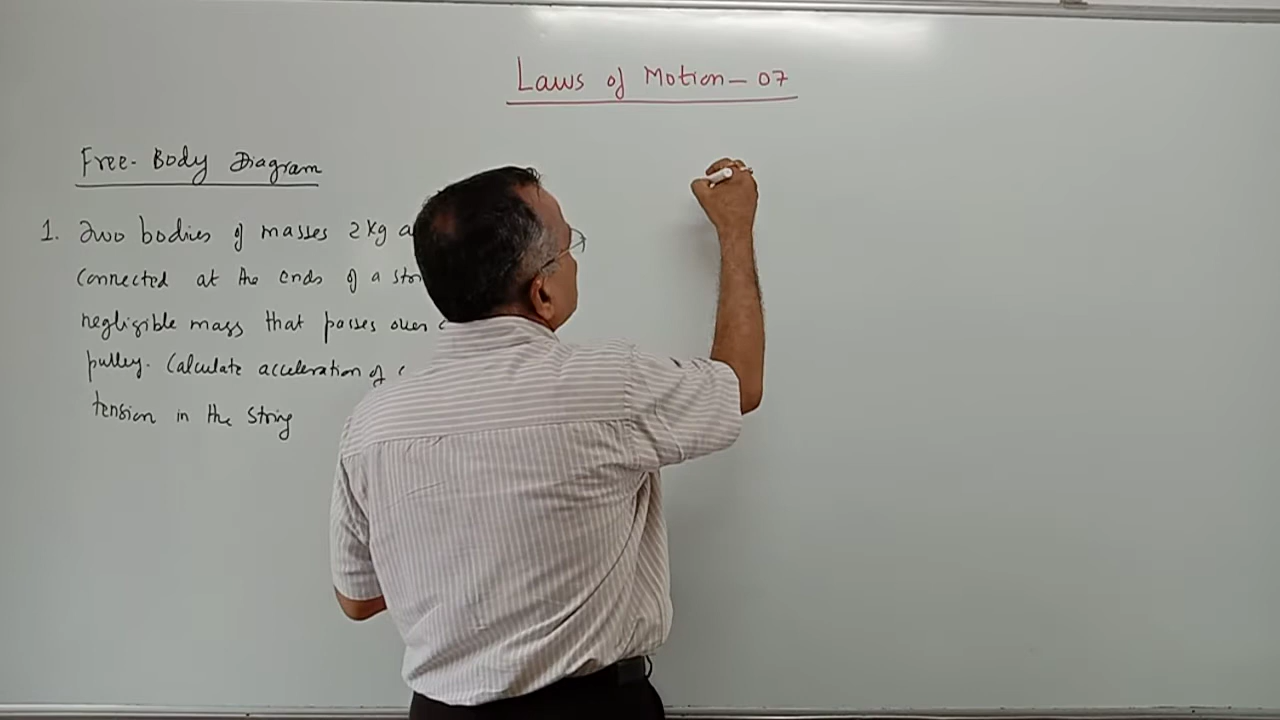 Laws of Motion - 07
Free-Body Diagram
1. Two bodies of masses 2 kg
connected at the ends of a
negligible mass that passes over
pulley. Calculate acceleration of
tension in the string